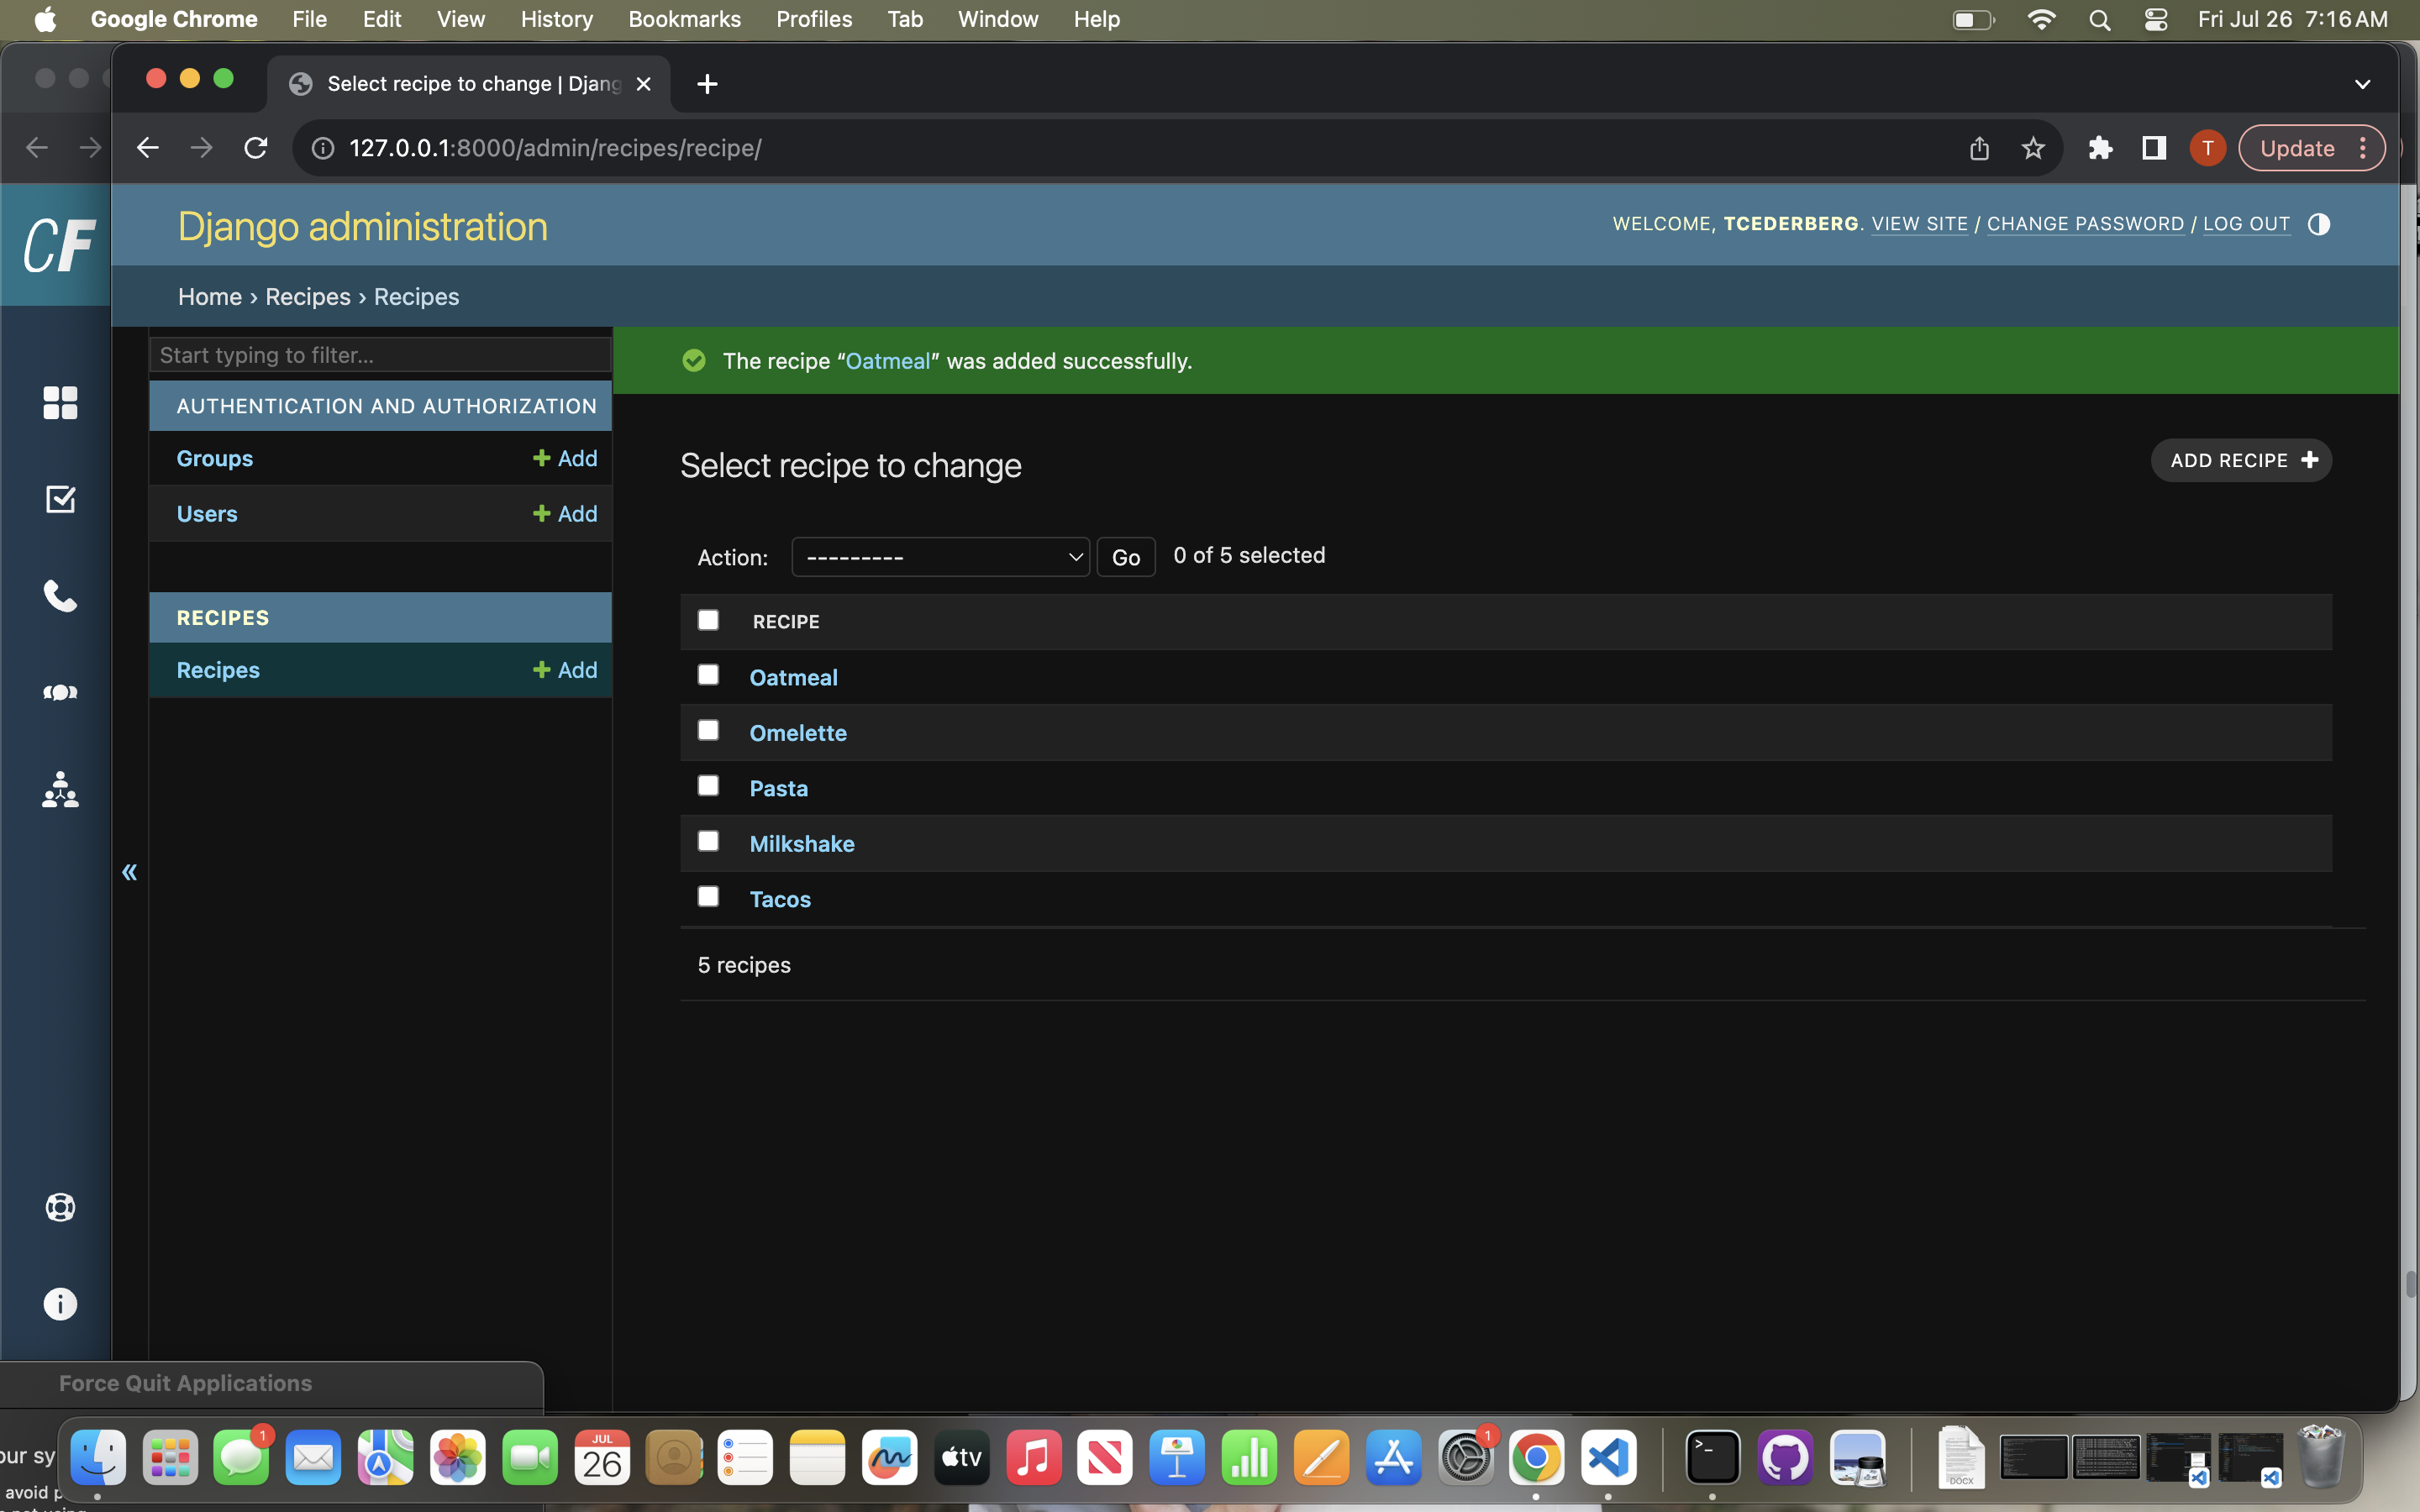 Google Chrome File Edit View History Bookmarks Profiles Tab Window Help Fri Jul 26 7:16 AM
Select recipe to change | Djang
127.0.0.1:8000/admin/recipes/recipe/
T
Update
CF
Django administration
WELCOME, TCEDERBERG. VIEW SITE / CHANGE PASSWORD / LOG OUT
Home › Recipes › Recipes
Start typing to filter...
The recipe “Oatmeal” was added successfully.
AUTHENTICATION AND AUTHORIZATION
Groups + Add
Users + Add
RECIPES
Recipes + Add
«
Select recipe to change
ADD RECIPE +
Action: --------- Go 0 of 5 selected
RECIPE
Oatmeal
Omelette
Pasta
Milkshake
Tacos
5 recipes
Force Quit Applications
our sy
avoid p
1
JUL
26
tv
1
DOCX